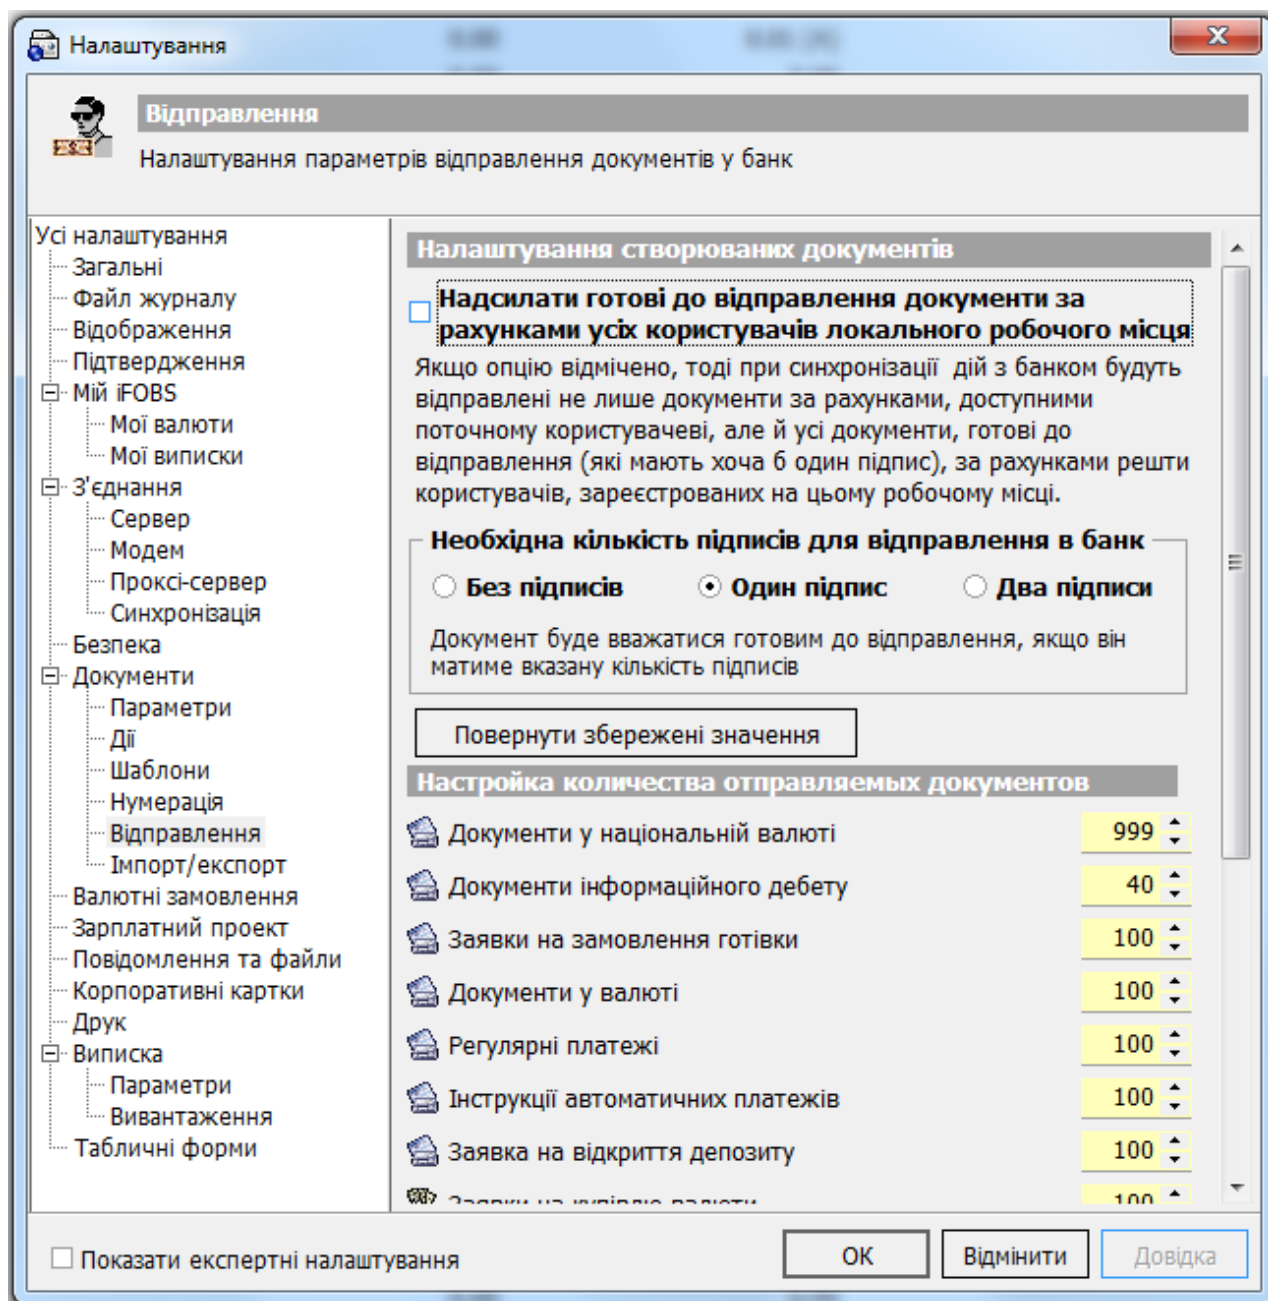 Налаштування
Відправлення
Налаштування параметрів відправлення документів у банк
Усі налаштування
Загальні
Файл журналу
Відображення
Підтвердження
Мій iFOBS
Мої валюти
Мої виписки
З'єднання
Сервер
Модем
Проксі-сервер
Синхронізація
Безпека
Документи
Параметри
Дії
Шаблони
Нумерація
Відправлення
Імпорт/експорт
Валютні замовлення
Зарплатний проект
Повідомлення та файли
Корпоративні картки
Друк
Виписка
Параметри
Вивантаження
Табличні форми
Налаштування створюваних документів
Надсилати готові до відправлення документи за
рахунками усіх користувачів локального робочого місця
Якщо опцію відмічено, тоді при синхронізації дій з банком будуть
відправлені не лише документи за рахунками, доступними
поточному користувачеві, але й усі документи, готові до
відправлення (які мають хоча б один підпис), за рахунками решти
користувачів, зареєстрованих на цьому робочому місці.
Необхідна кількість підписів для відправлення в банк
Без підписів Один підпис Два підписи
Документ буде вважатися готовим до відправлення, якщо він
матиме вказану кількість підписів
Повернути збережені значення
Настройка количества отправляемых документов
Документи у національній валюті 999
Документи інформаційного дебету 40
Заявки на замовлення готівки 100
Документи у валюті 100
Регулярні платежі 100
Інструкції автоматичних платежів 100
Заявка на відкриття депозиту 100
Заявки на купівлю валюти 100
Показати експертні налаштування
ОК Відмінити Довідка